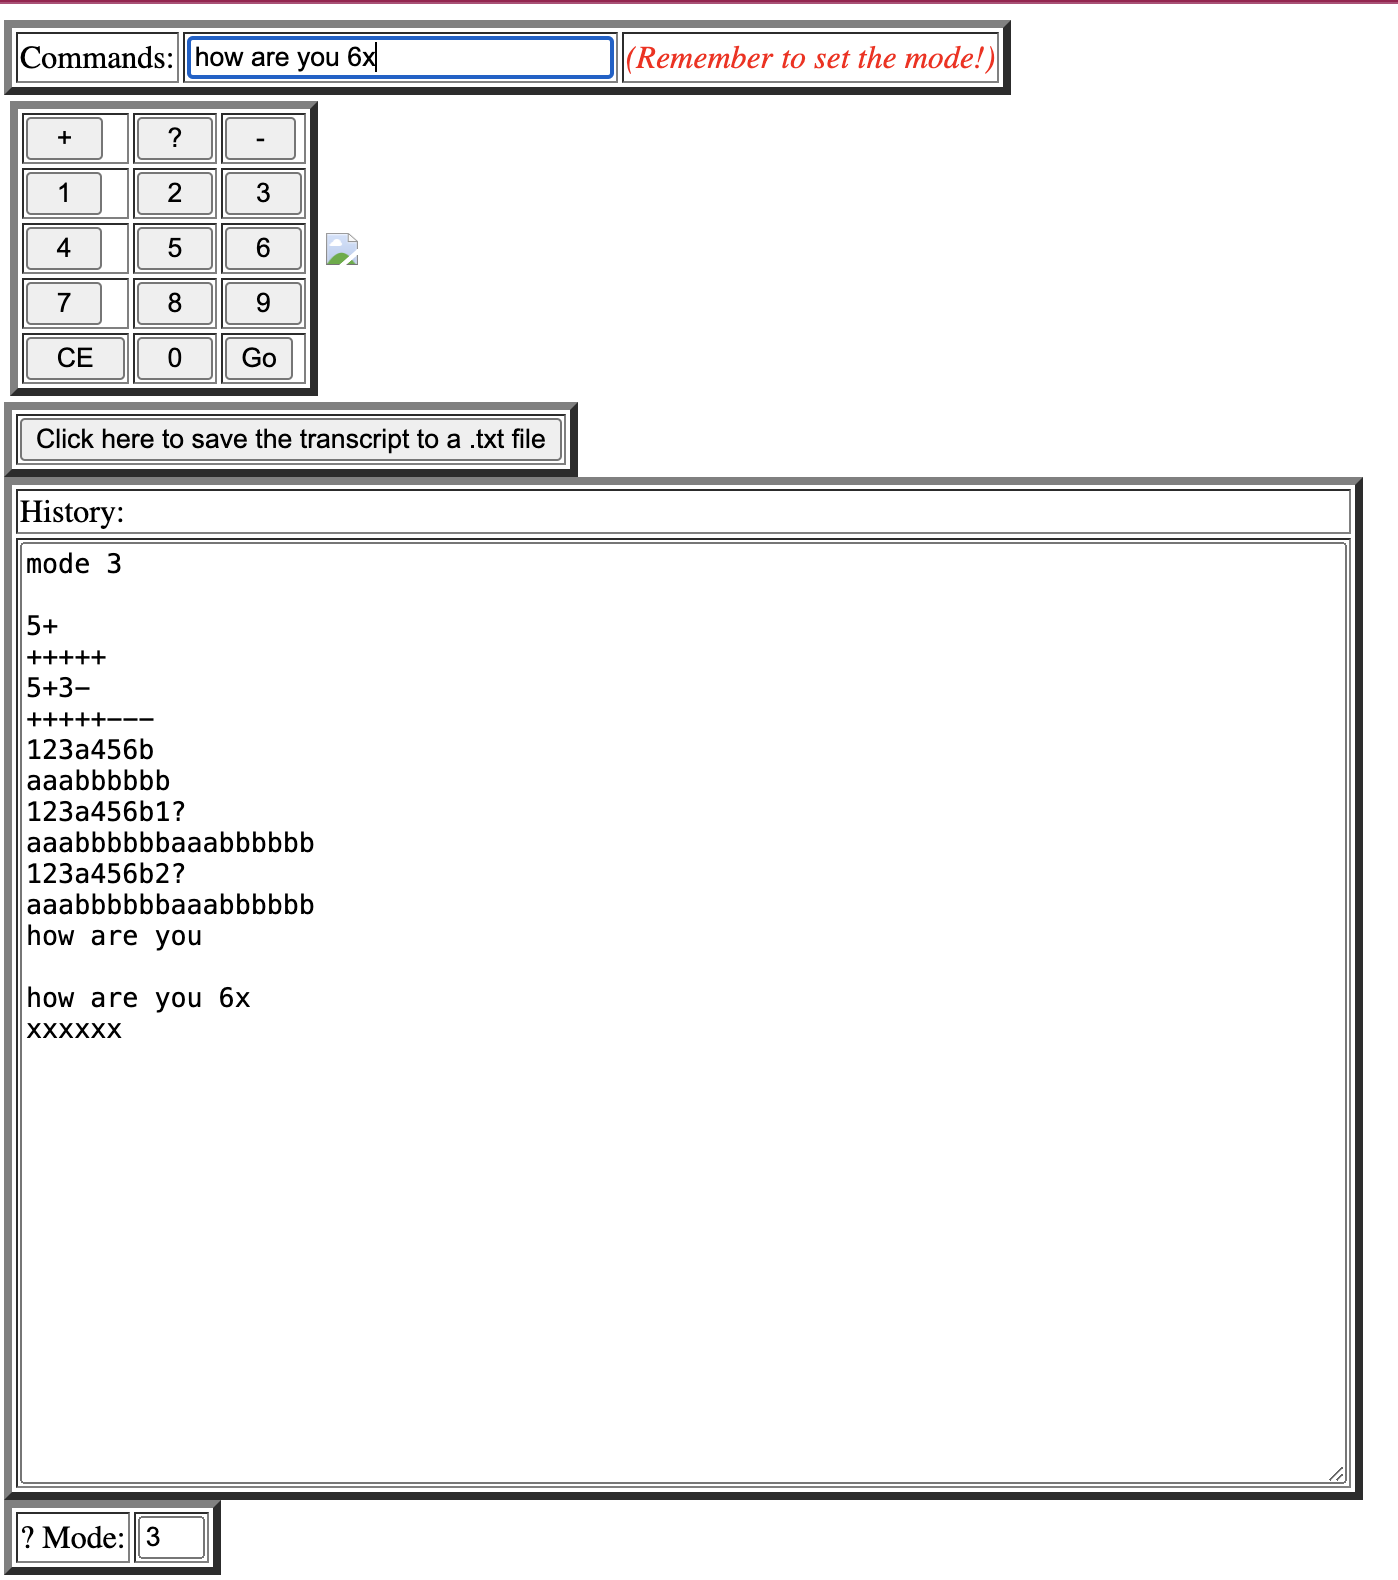 Commands: how are you 6x (Remember to set the mode!)
+ ? -
1 2 3
4 5 6
7 8 9
CE 0 Go
Click here to save the transcript to a .txt file
History:
mode 3
5+
+++++
5+3-
+++++---
123a456b
aaabbbbbb
123a456b1?
aaabbbbbbaaabbbbbb
123a456b2?
aaabbbbbbaaabbbbbb
how are you
how are you 6x
xxxxxx
? Mode: 3